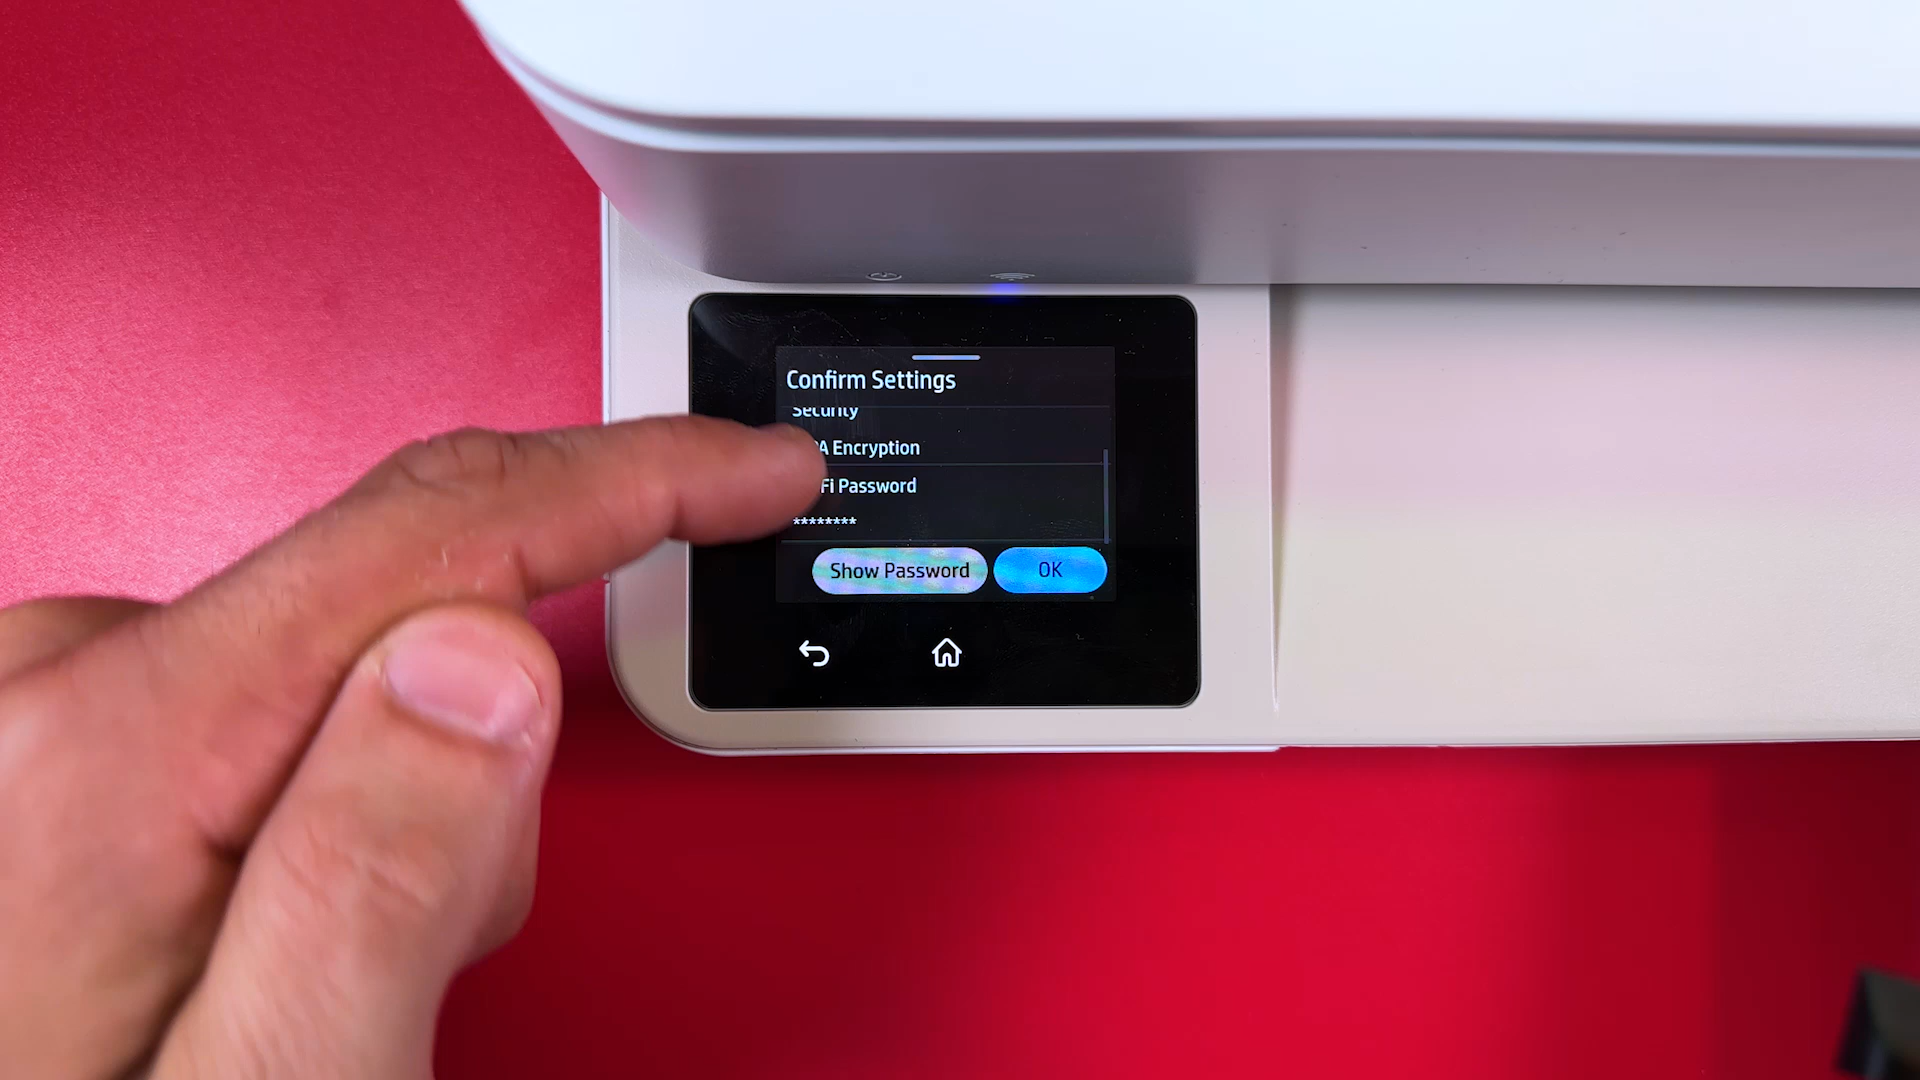 Confirm Settings
Security
A Encryption
Fi Password
********
Show Password
OK